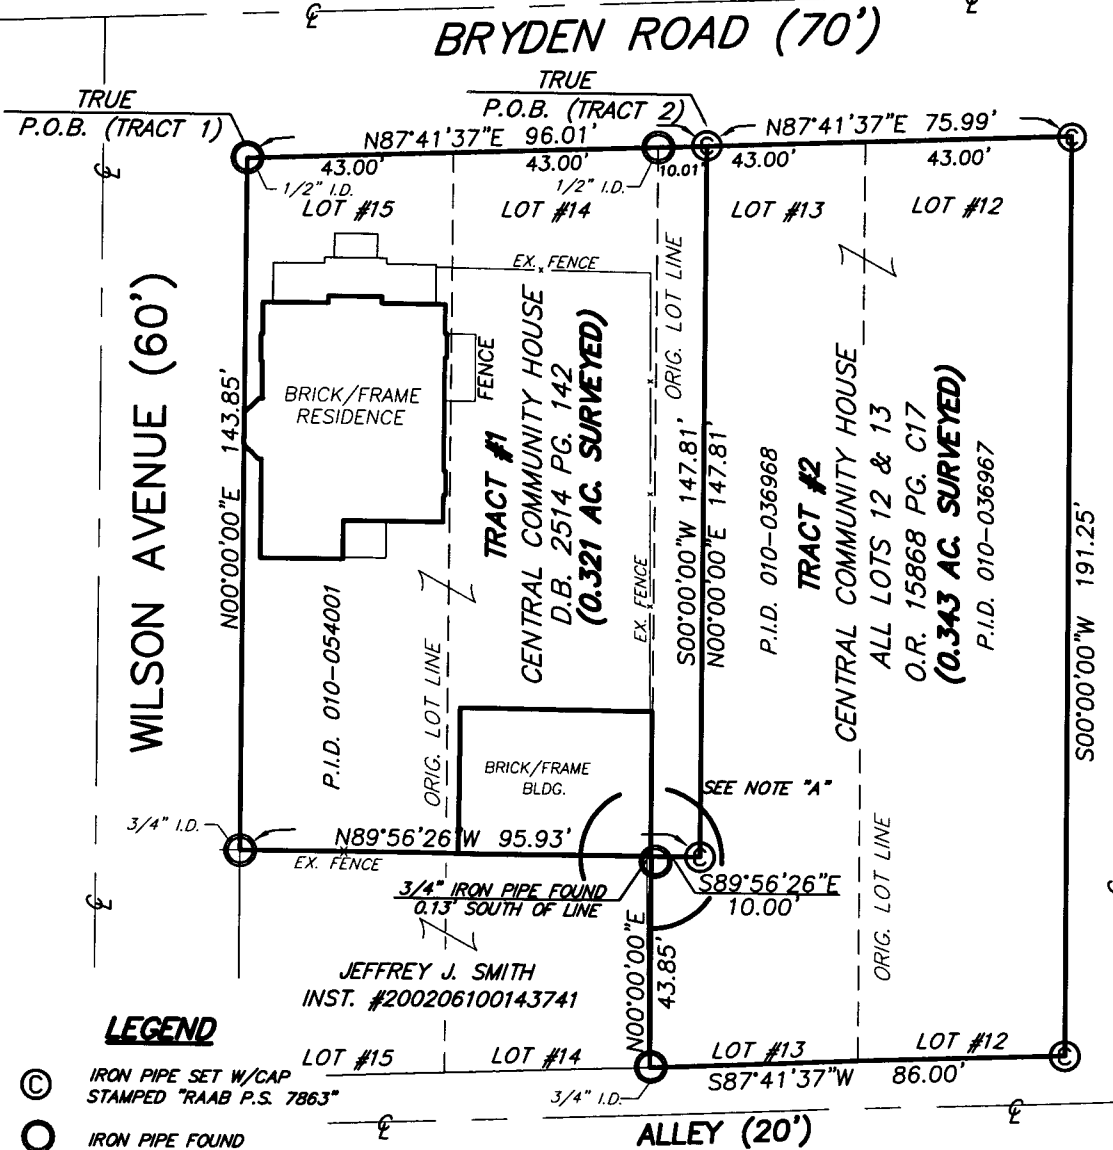 BRYDEN ROAD (70')
TRUE
P.O.B. (TRACT 1)
TRUE
P.O.B. (TRACT 2)
N87°41'37"E 96.01'
N87°41'37"E 75.99'
43.00'
43.00'
10.01'
43.00'
43.00'
1/2" I.D.
1/2" I.D.
LOT #15
LOT #14
LOT #13
LOT #12
EX. FENCE
ORIG. LOT LINE
WILSON AVENUE (60')
N00°00'00"E 143.85'
BRICK/FRAME
RESIDENCE
FENCE
TRACT #1
CENTRAL COMMUNITY HOUSE
D.B. 2514 PG. 142
(0.321 AC. SURVEYED)
EX. FENCE
S00°00'00"W 147.81'
N00°00'00"E 147.81'
P.I.D. 010-036968
TRACT #2
CENTRAL COMMUNITY HOUSE
ALL LOTS 12 & 13
O.R. 15868 PG. C17
(0.343 AC. SURVEYED)
P.I.D. 010-036967
S00°00'00"W 191.25'
P.I.D. 010-054001
ORIG. LOT LINE
BRICK/FRAME
BLDG.
SEE NOTE "A"
3/4" I.D.
N89°56'26"W 95.93'
EX. FENCE
3/4" IRON PIPE FOUND
0.13' SOUTH OF LINE
S89°56'26"E
10.00'
ORIG. LOT LINE
N00°00'00"E
43.85'
JEFFREY J. SMITH
INST. #200206100143741
LOT #15
LOT #14
LOT #13
LOT #12
S87°41'37"W 86.00'
3/4" I.D.
ALLEY (20')
LEGEND
© IRON PIPE SET W/CAP
STAMPED "RAAB P.S. 7863"
IRON PIPE FOUND